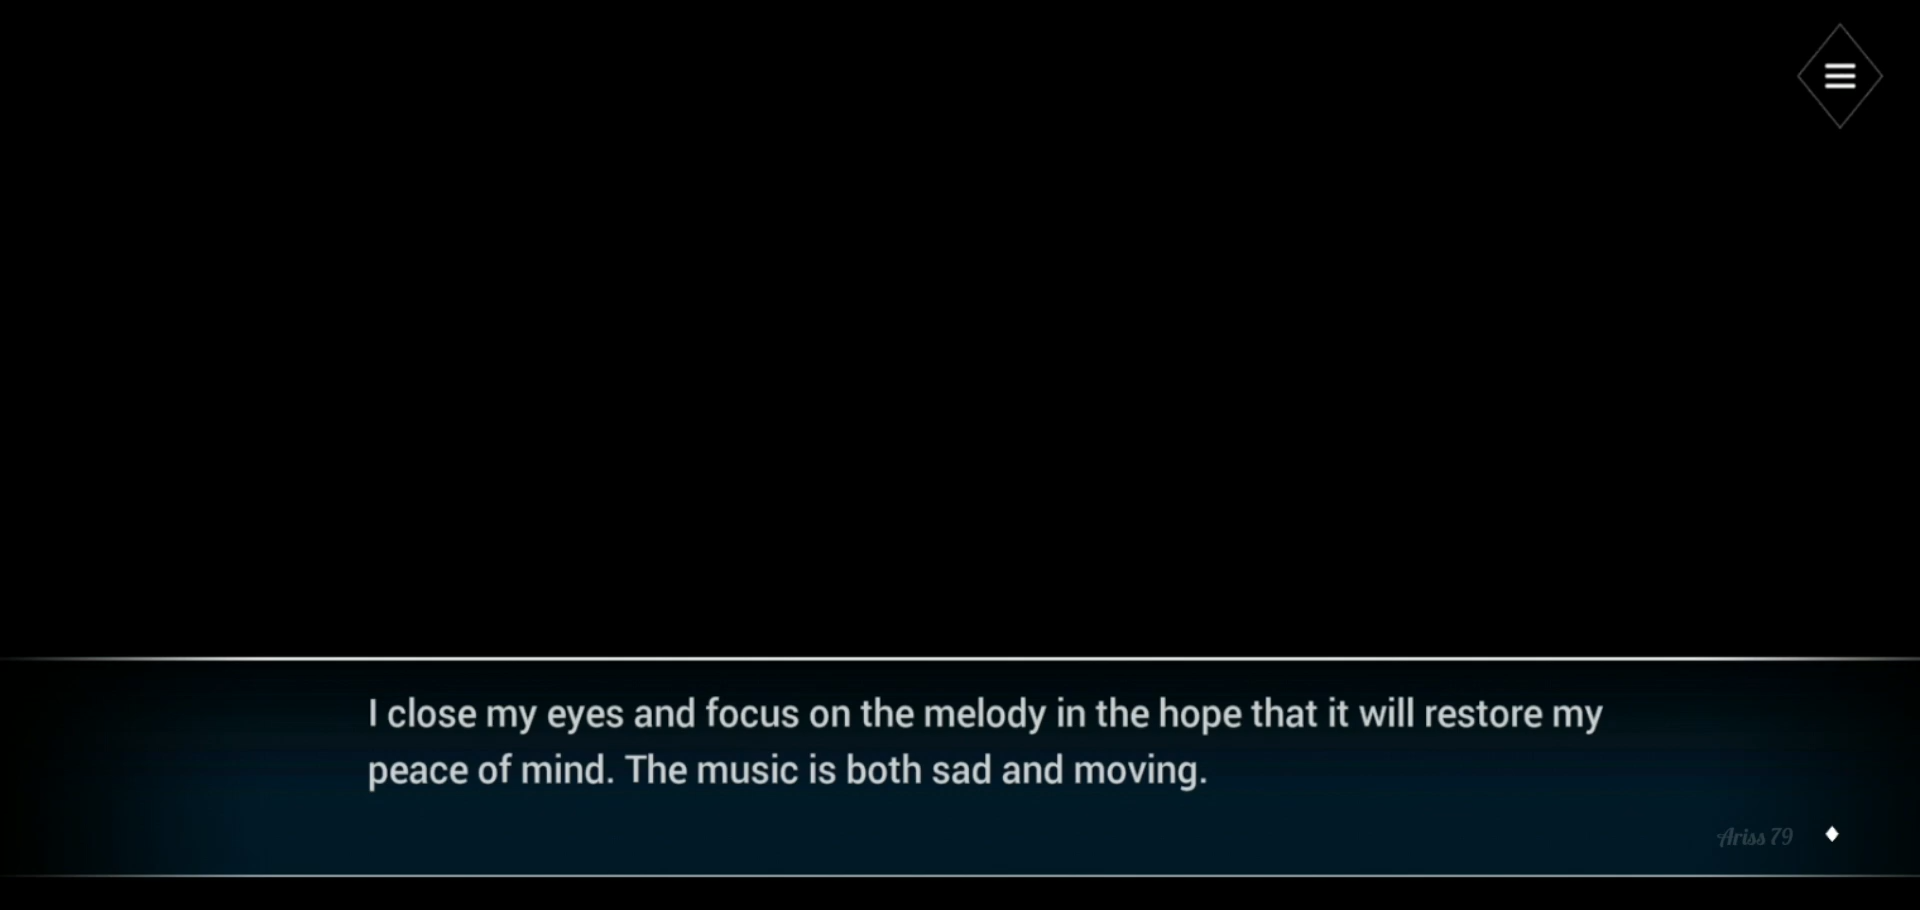 I close my eyes and focus on the melody in the hope that it will restore my
peace of mind. The music is both sad and moving.
Ariss 79